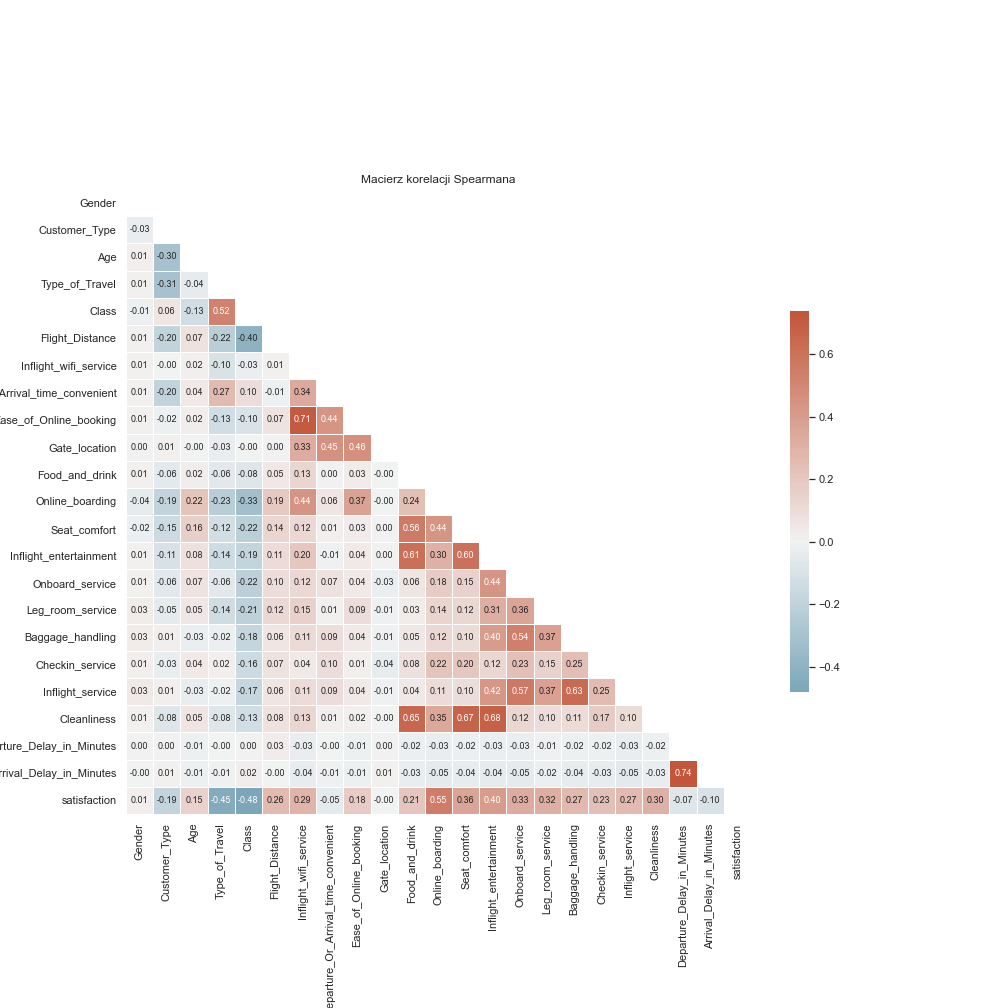 Macierz korelacji Spearmana
Gender
Customer_Type -0.03
Age 0.01 -0.30
Type_of_Travel 0.01 -0.31 -0.04
Class -0.01 0.06 -0.13 0.52
Flight_Distance 0.01 -0.20 0.07 -0.22 -0.40
Inflight_wifi_service 0.01 -0.00 0.02 -0.10 -0.03 0.01
Arrival_time_convenient 0.01 -0.20 0.04 0.27 0.10 -0.01 0.34
Ease_of_Online_booking 0.01 -0.02 0.02 -0.13 -0.10 0.07 0.71 0.44
Gate_location 0.00 0.01 -0.00 -0.03 -0.00 0.00 0.33 0.45 0.46
Food_and_drink 0.01 -0.06 0.02 -0.06 -0.08 0.05 0.13 0.00 0.03 -0.00
Online_boarding -0.04 -0.19 0.22 -0.23 -0.33 0.19 0.44 0.06 0.37 -0.00 0.24
Seat_comfort -0.02 -0.15 0.16 -0.12 -0.22 0.14 0.12 0.01 0.03 0.00 0.56 0.44
Inflight_entertainment 0.01 -0.11 0.08 -0.14 -0.19 0.11 0.20 -0.01 0.04 0.00 0.61 0.30 0.60
Onboard_service 0.01 -0.06 0.07 -0.06 -0.22 0.10 0.12 0.07 0.04 -0.03 0.06 0.18 0.15 0.44
Leg_room_service 0.03 -0.05 0.05 -0.14 -0.21 0.12 0.15 0.01 0.09 -0.01 0.03 0.14 0.12 0.31 0.36
Baggage_handling 0.03 0.01 -0.03 -0.02 -0.18 0.06 0.11 0.09 0.04 -0.01 0.05 0.12 0.10 0.40 0.54 0.37
Checkin_service 0.01 -0.03 0.04 0.02 -0.16 0.07 0.04 0.10 0.01 -0.04 0.08 0.22 0.20 0.12 0.23 0.15 0.25
Inflight_service 0.03 0.01 -0.03 -0.02 -0.17 0.06 0.11 0.09 0.04 -0.01 0.04 0.11 0.10 0.42 0.57 0.37 0.63 0.25
Cleanliness 0.01 -0.08 0.05 -0.08 -0.13 0.08 0.13 0.01 0.02 -0.00 0.65 0.35 0.67 0.68 0.12 0.10 0.11 0.17 0.10
rture_Delay_in_Minutes 0.00 0.00 -0.01 -0.00 0.00 0.03 -0.03 -0.00 -0.01 0.00 -0.02 -0.03 -0.02 -0.03 -0.03 -0.01 -0.02 -0.02 -0.03 -0.02
rrival_Delay_in_Minutes -0.00 0.01 -0.01 -0.01 0.02 -0.00 -0.04 -0.01 -0.01 0.01 -0.03 -0.05 -0.04 -0.04 -0.05 -0.02 -0.04 -0.03 -0.05 -0.03 0.74
satisfaction 0.01 -0.19 0.15 -0.45 -0.48 0.26 0.29 -0.05 0.18 -0.00 0.21 0.55 0.36 0.40 0.33 0.32 0.27 0.23 0.27 0.30 -0.07 -0.10
Gender
Customer_Type
Age
Type_of_Travel
Class
Flight_Distance
Inflight_wifi_service
eparture_Or_Arrival_time_convenient
Ease_of_Online_booking
Gate_location
Food_and_drink
Online_boarding
Seat_comfort
Inflight_entertainment
Onboard_service
Leg_room_service
Baggage_handling
Checkin_service
Inflight_service
Cleanliness
Departure_Delay_in_Minutes
Arrival_Delay_in_Minutes
satisfaction
0.6
0.4
0.2
0.0
−0.2
−0.4